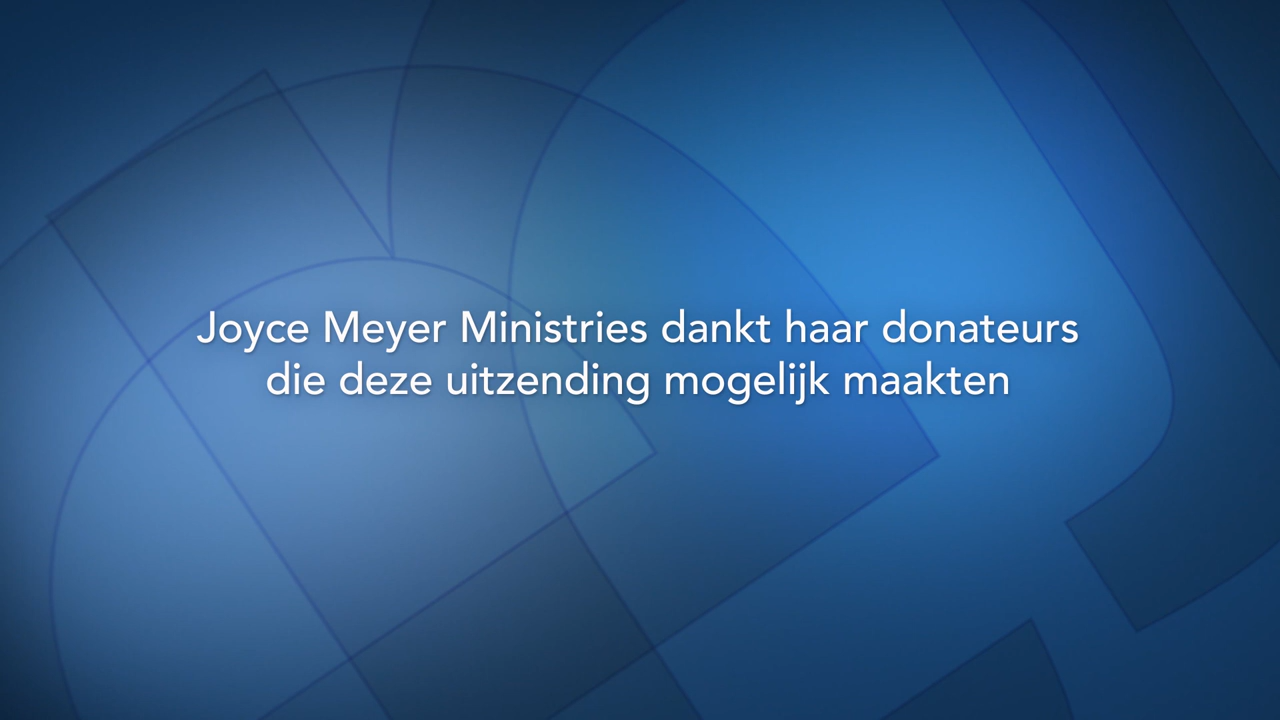 Joyce Meyer Ministries dankt haar donateurs
die deze uitzending mogelijk maakten